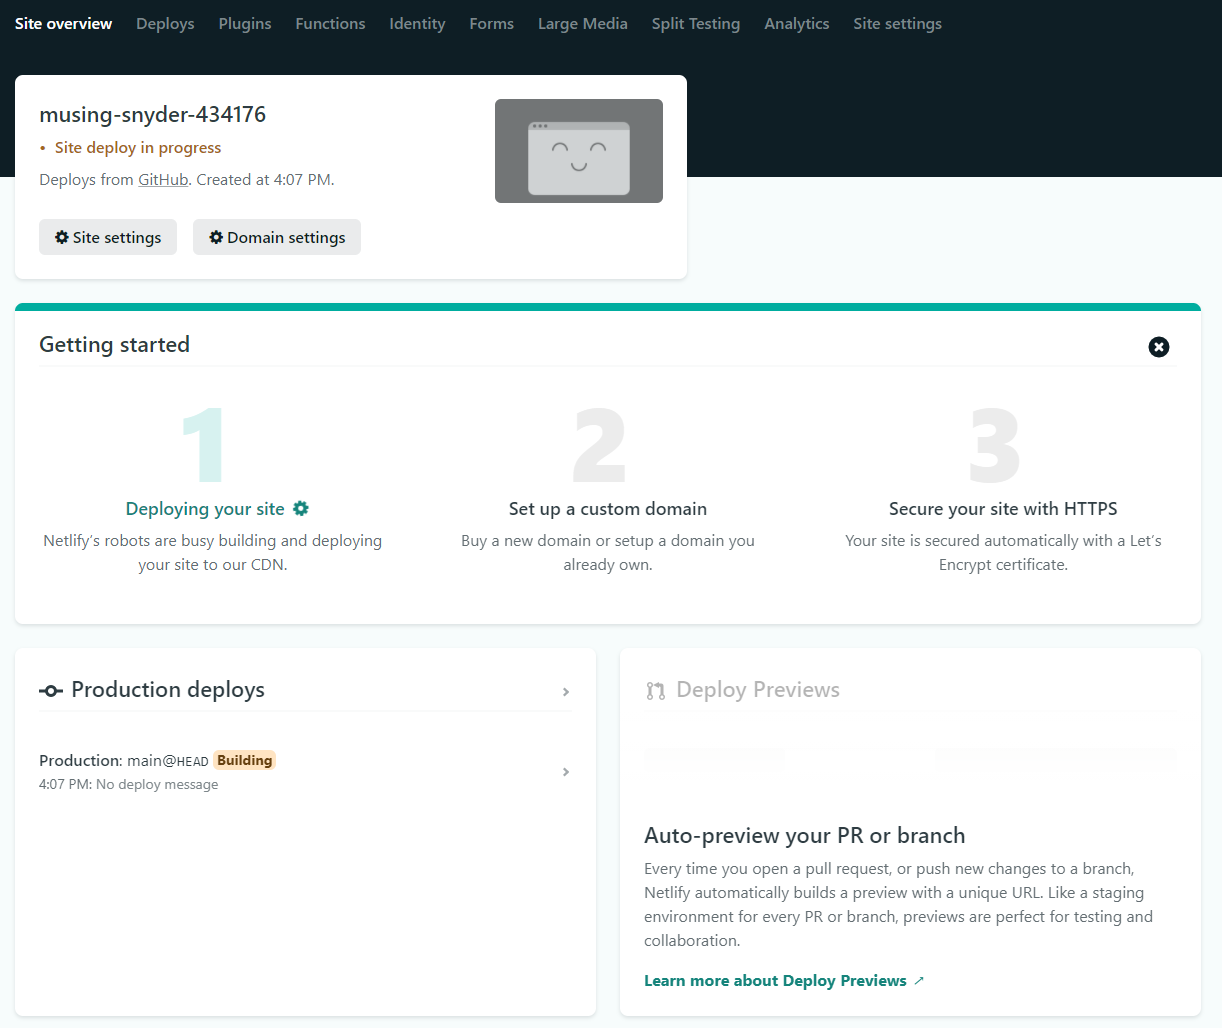 Site overview Deploys Plugins Functions Identity Forms Large Media Split Testing Analytics Site settings
musing-snyder-434176
• Site deploy in progress
Deploys from GitHub. Created at 4:07 PM.
Site settings Domain settings
Getting started
1 2 3
Deploying your site Set up a custom domain Secure your site with HTTPS
Netlify’s robots are busy building and deploying
your site to our CDN.
Buy a new domain or setup a domain you
already own.
Your site is secured automatically with a Let’s
Encrypt certificate.
Production deploys
Production: main@HEAD Building
4:07 PM: No deploy message
Deploy Previews
Auto-preview your PR or branch
Every time you open a pull request, or push new changes to a branch,
Netlify automatically builds a preview with a unique URL. Like a staging
environment for every PR or branch, previews are perfect for testing and
collaboration.
Learn more about Deploy Previews ↗